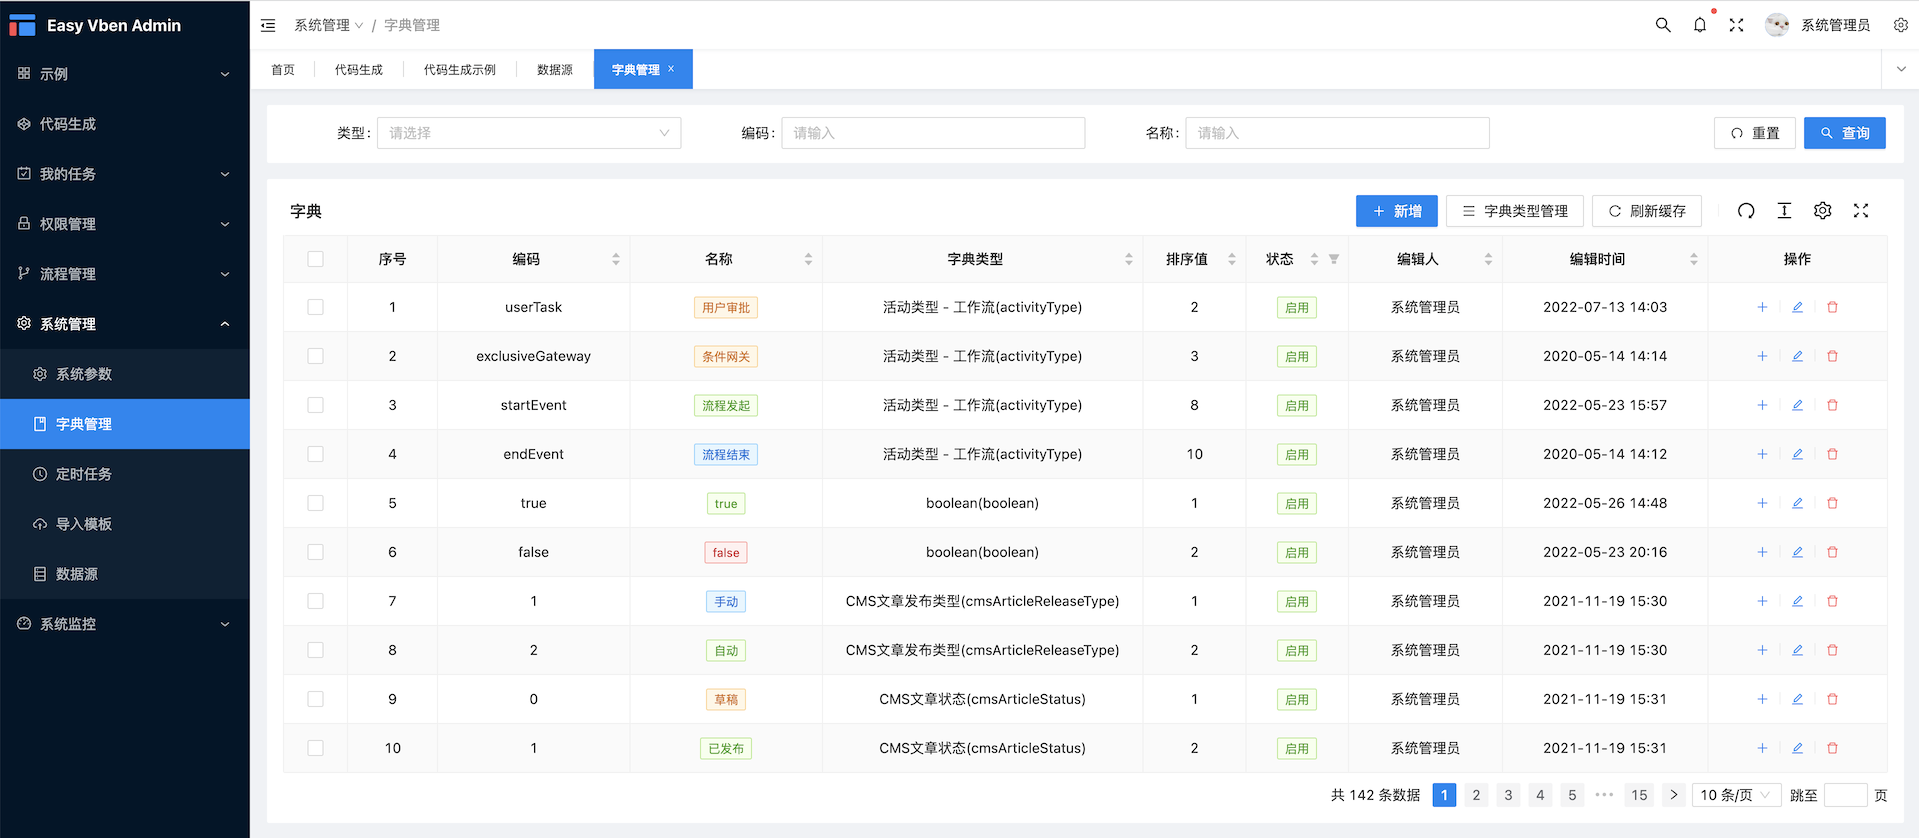 Easy Vben Admin
系统管理 / 字典管理
系统管理员
示例
代码生成
我的任务
权限管理
流程管理
系统管理
系统参数
字典管理
定时任务
导入模板
数据源
系统监控
首页 代码生成 代码生成示例 数据源 字典管理 ×
类型: 请选择 编码: 请输入 名称: 请输入 重置 查询
字典 + 新增 字典类型管理 刷新缓存
序号 编码 名称 字典类型 排序值 状态 编辑人 编辑时间 操作
1 userTask 用户审批 活动类型 - 工作流(activityType) 2 启用 系统管理员 2022-07-13 14:03
2 exclusiveGateway 条件网关 活动类型 - 工作流(activityType) 3 启用 系统管理员 2020-05-14 14:14
3 startEvent 流程发起 活动类型 - 工作流(activityType) 8 启用 系统管理员 2022-05-23 15:57
4 endEvent 流程结束 活动类型 - 工作流(activityType) 10 启用 系统管理员 2020-05-14 14:12
5 true true boolean(boolean) 1 启用 系统管理员 2022-05-26 14:48
6 false false boolean(boolean) 2 启用 系统管理员 2022-05-23 20:16
7 1 手动 CMS文章发布类型(cmsArticleReleaseType) 1 启用 系统管理员 2021-11-19 15:30
8 2 自动 CMS文章发布类型(cmsArticleReleaseType) 2 启用 系统管理员 2021-11-19 15:30
9 0 草稿 CMS文章状态(cmsArticleStatus) 1 启用 系统管理员 2021-11-19 15:31
10 1 已发布 CMS文章状态(cmsArticleStatus) 2 启用 系统管理员 2021-11-19 15:31
共 142 条数据 1 2 3 4 5 ••• 15 > 10 条/页 跳至 页